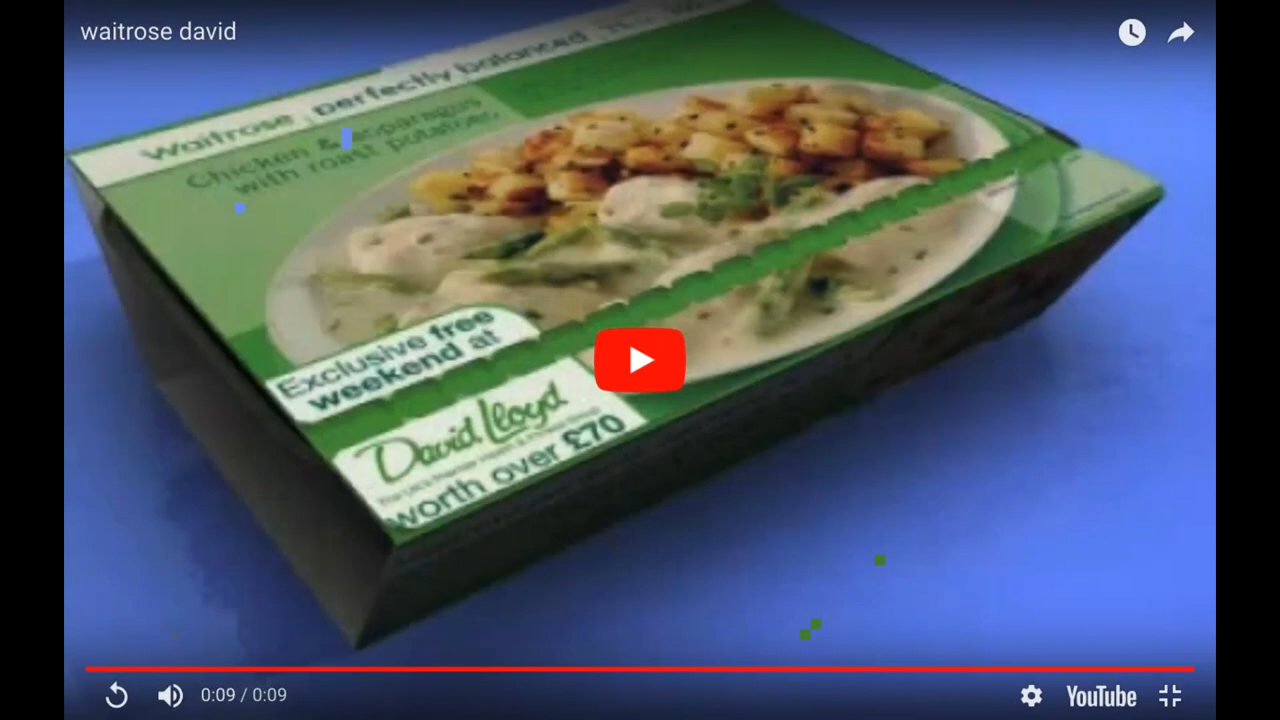 waitrose david
Waitrose perfectly balanced
Chicken & asparagus
with roast potatoes
Exclusive free
weekend at
David Lloyd
worth over £70
0:09 / 0:09
YouTube